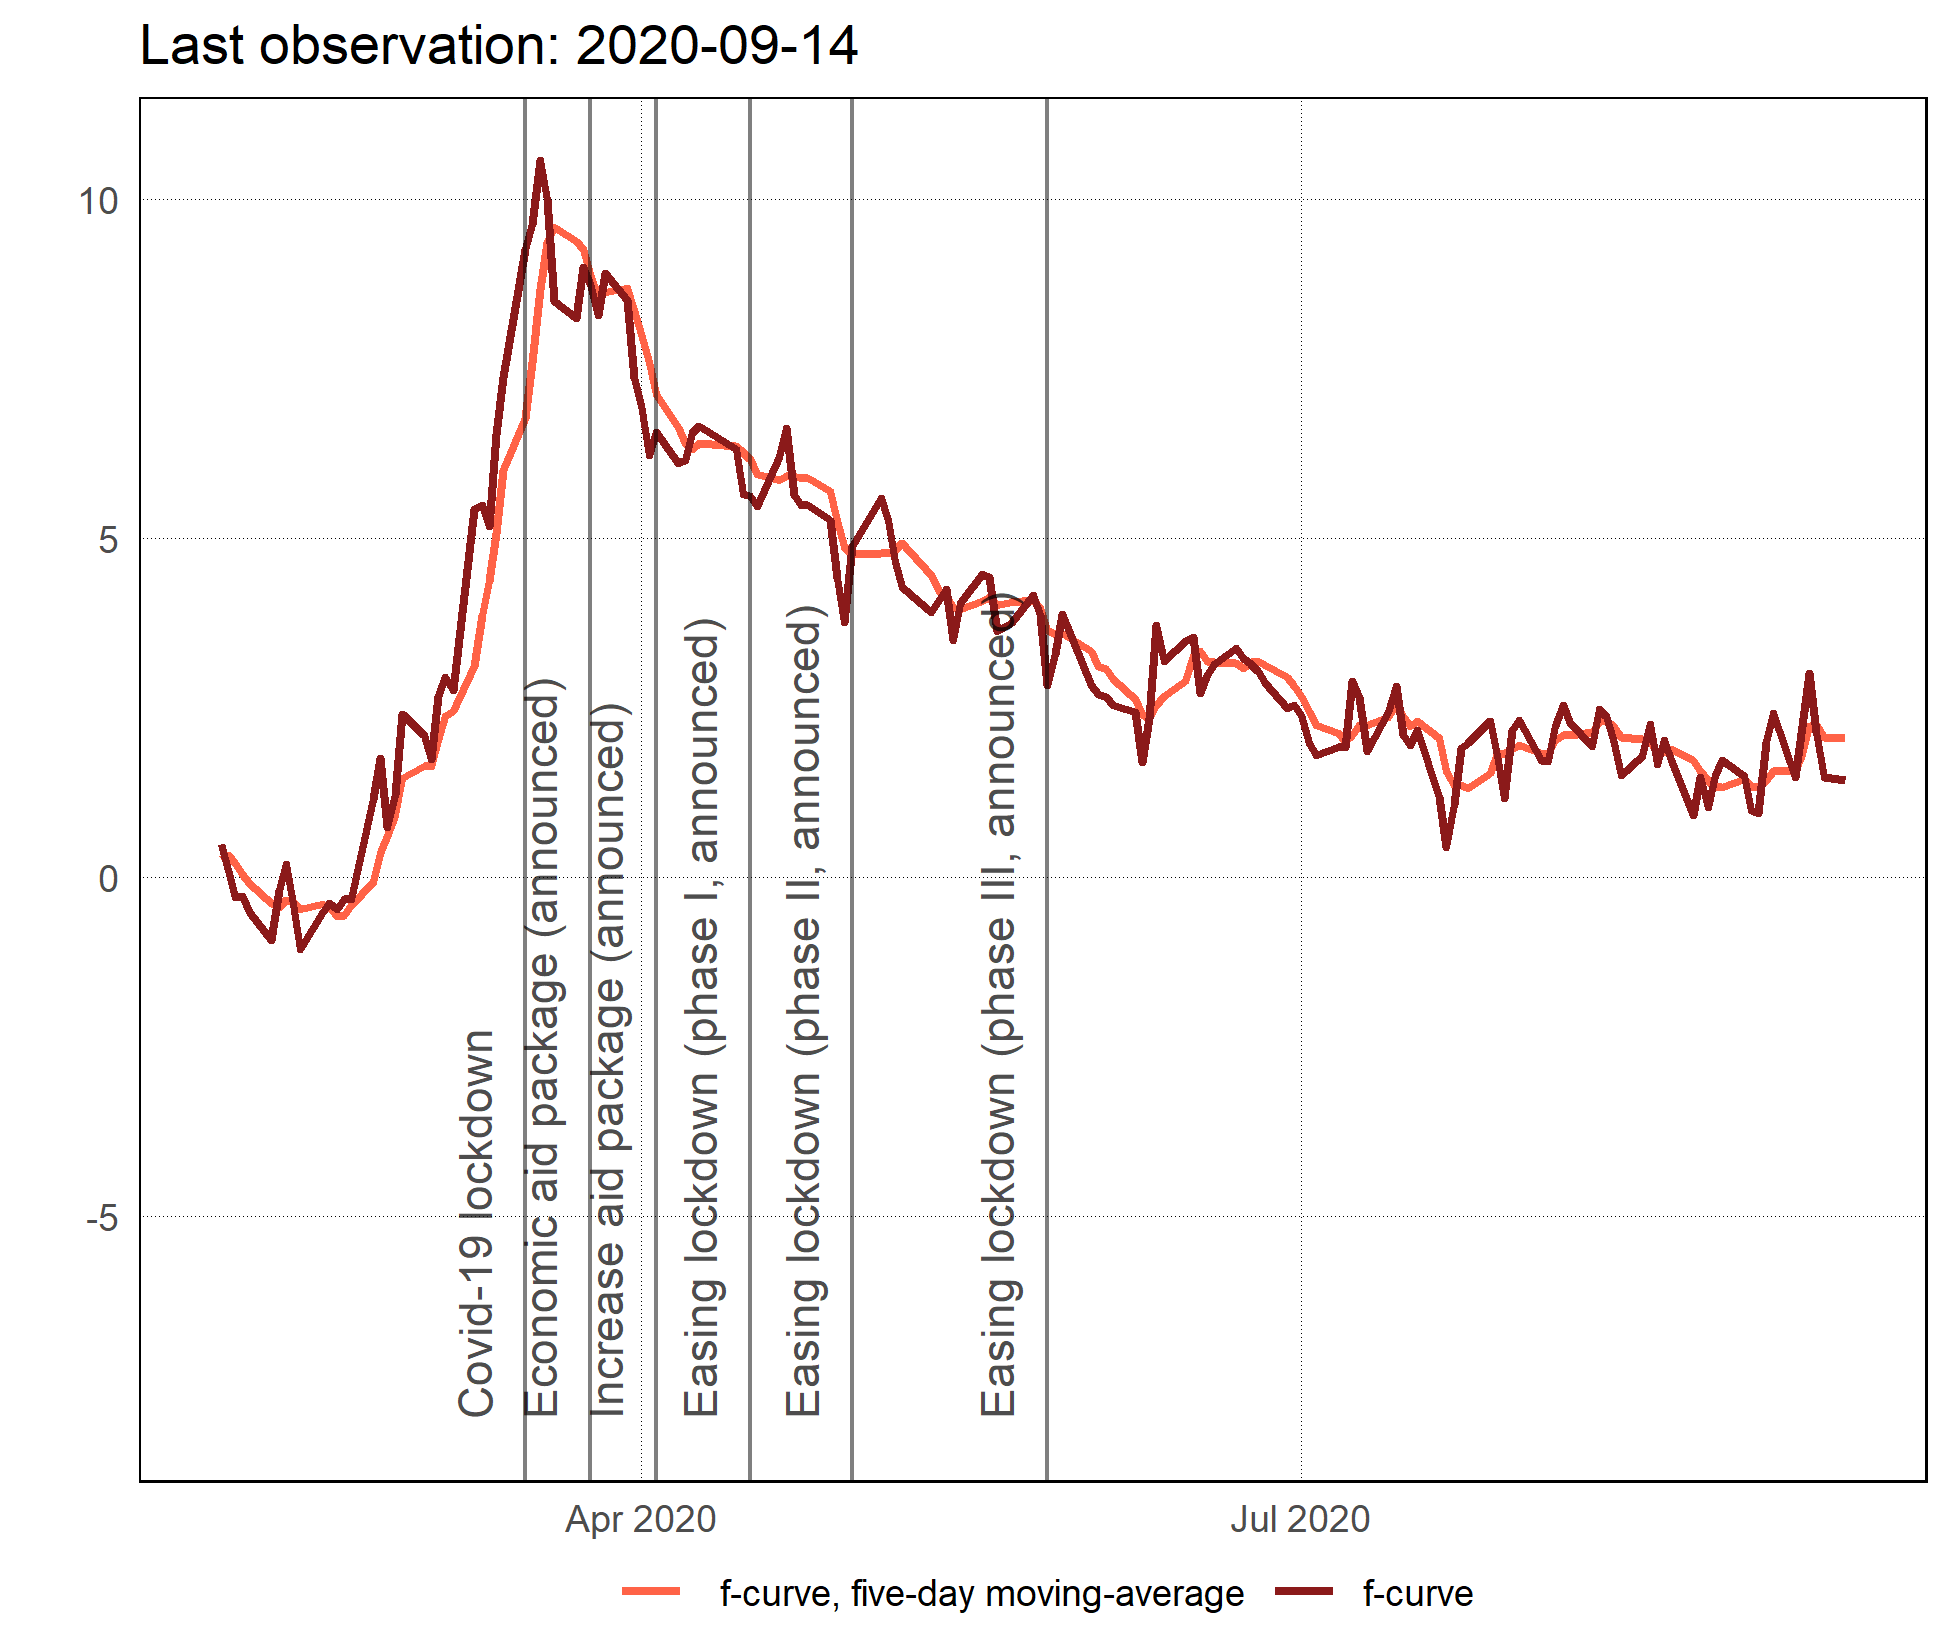 Last observation: 2020-09-14
10
5
0
-5
Covid-19 lockdown
Economic aid package (announced)
Increase aid package (announced)
Easing lockdown (phase I, announced)
Easing lockdown (phase II, announced)
Easing lockdown (phase III, announced)
Apr 2020
Jul 2020
f-curve, five-day moving-average
f-curve